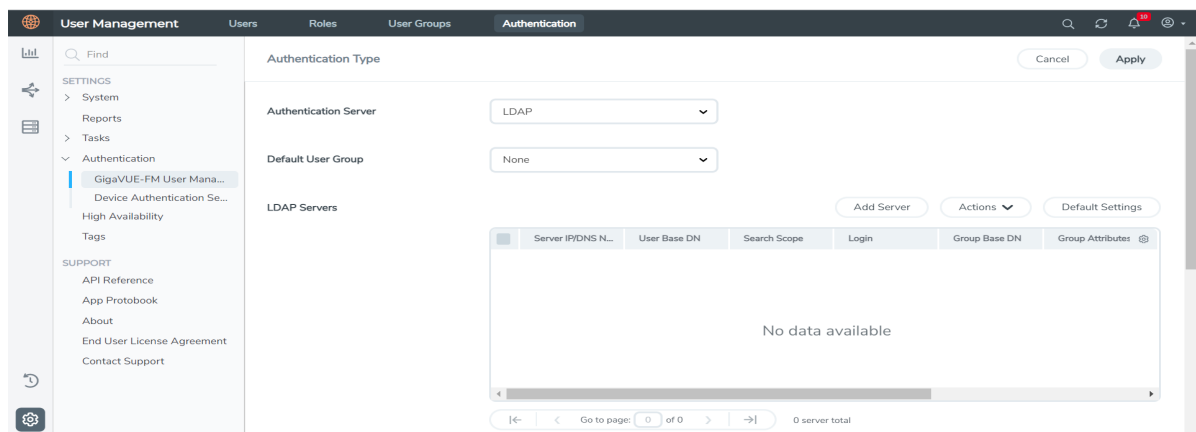 User Management
Users
Roles
User Groups
Authentication
10
Find
SETTINGS
System
Reports
Tasks
Authentication
GigaVUE-FM User Mana...
Device Authentication Se...
High Availability
Tags
SUPPORT
API Reference
App Protobook
About
End User License Agreement
Contact Support
Authentication Type
Cancel
Apply
Authentication Server
LDAP
Default User Group
None
LDAP Servers
Add Server
Actions
Default Settings
Server IP/DNS N...
User Base DN
Search Scope
Login
Group Base DN
Group Attributes
No data available
Go to page: 0 of 0
0 server total